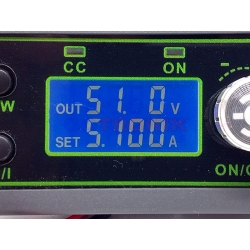 CC ON
W
OUT 51.0 V
SET 5.100 A
/I
ON/O